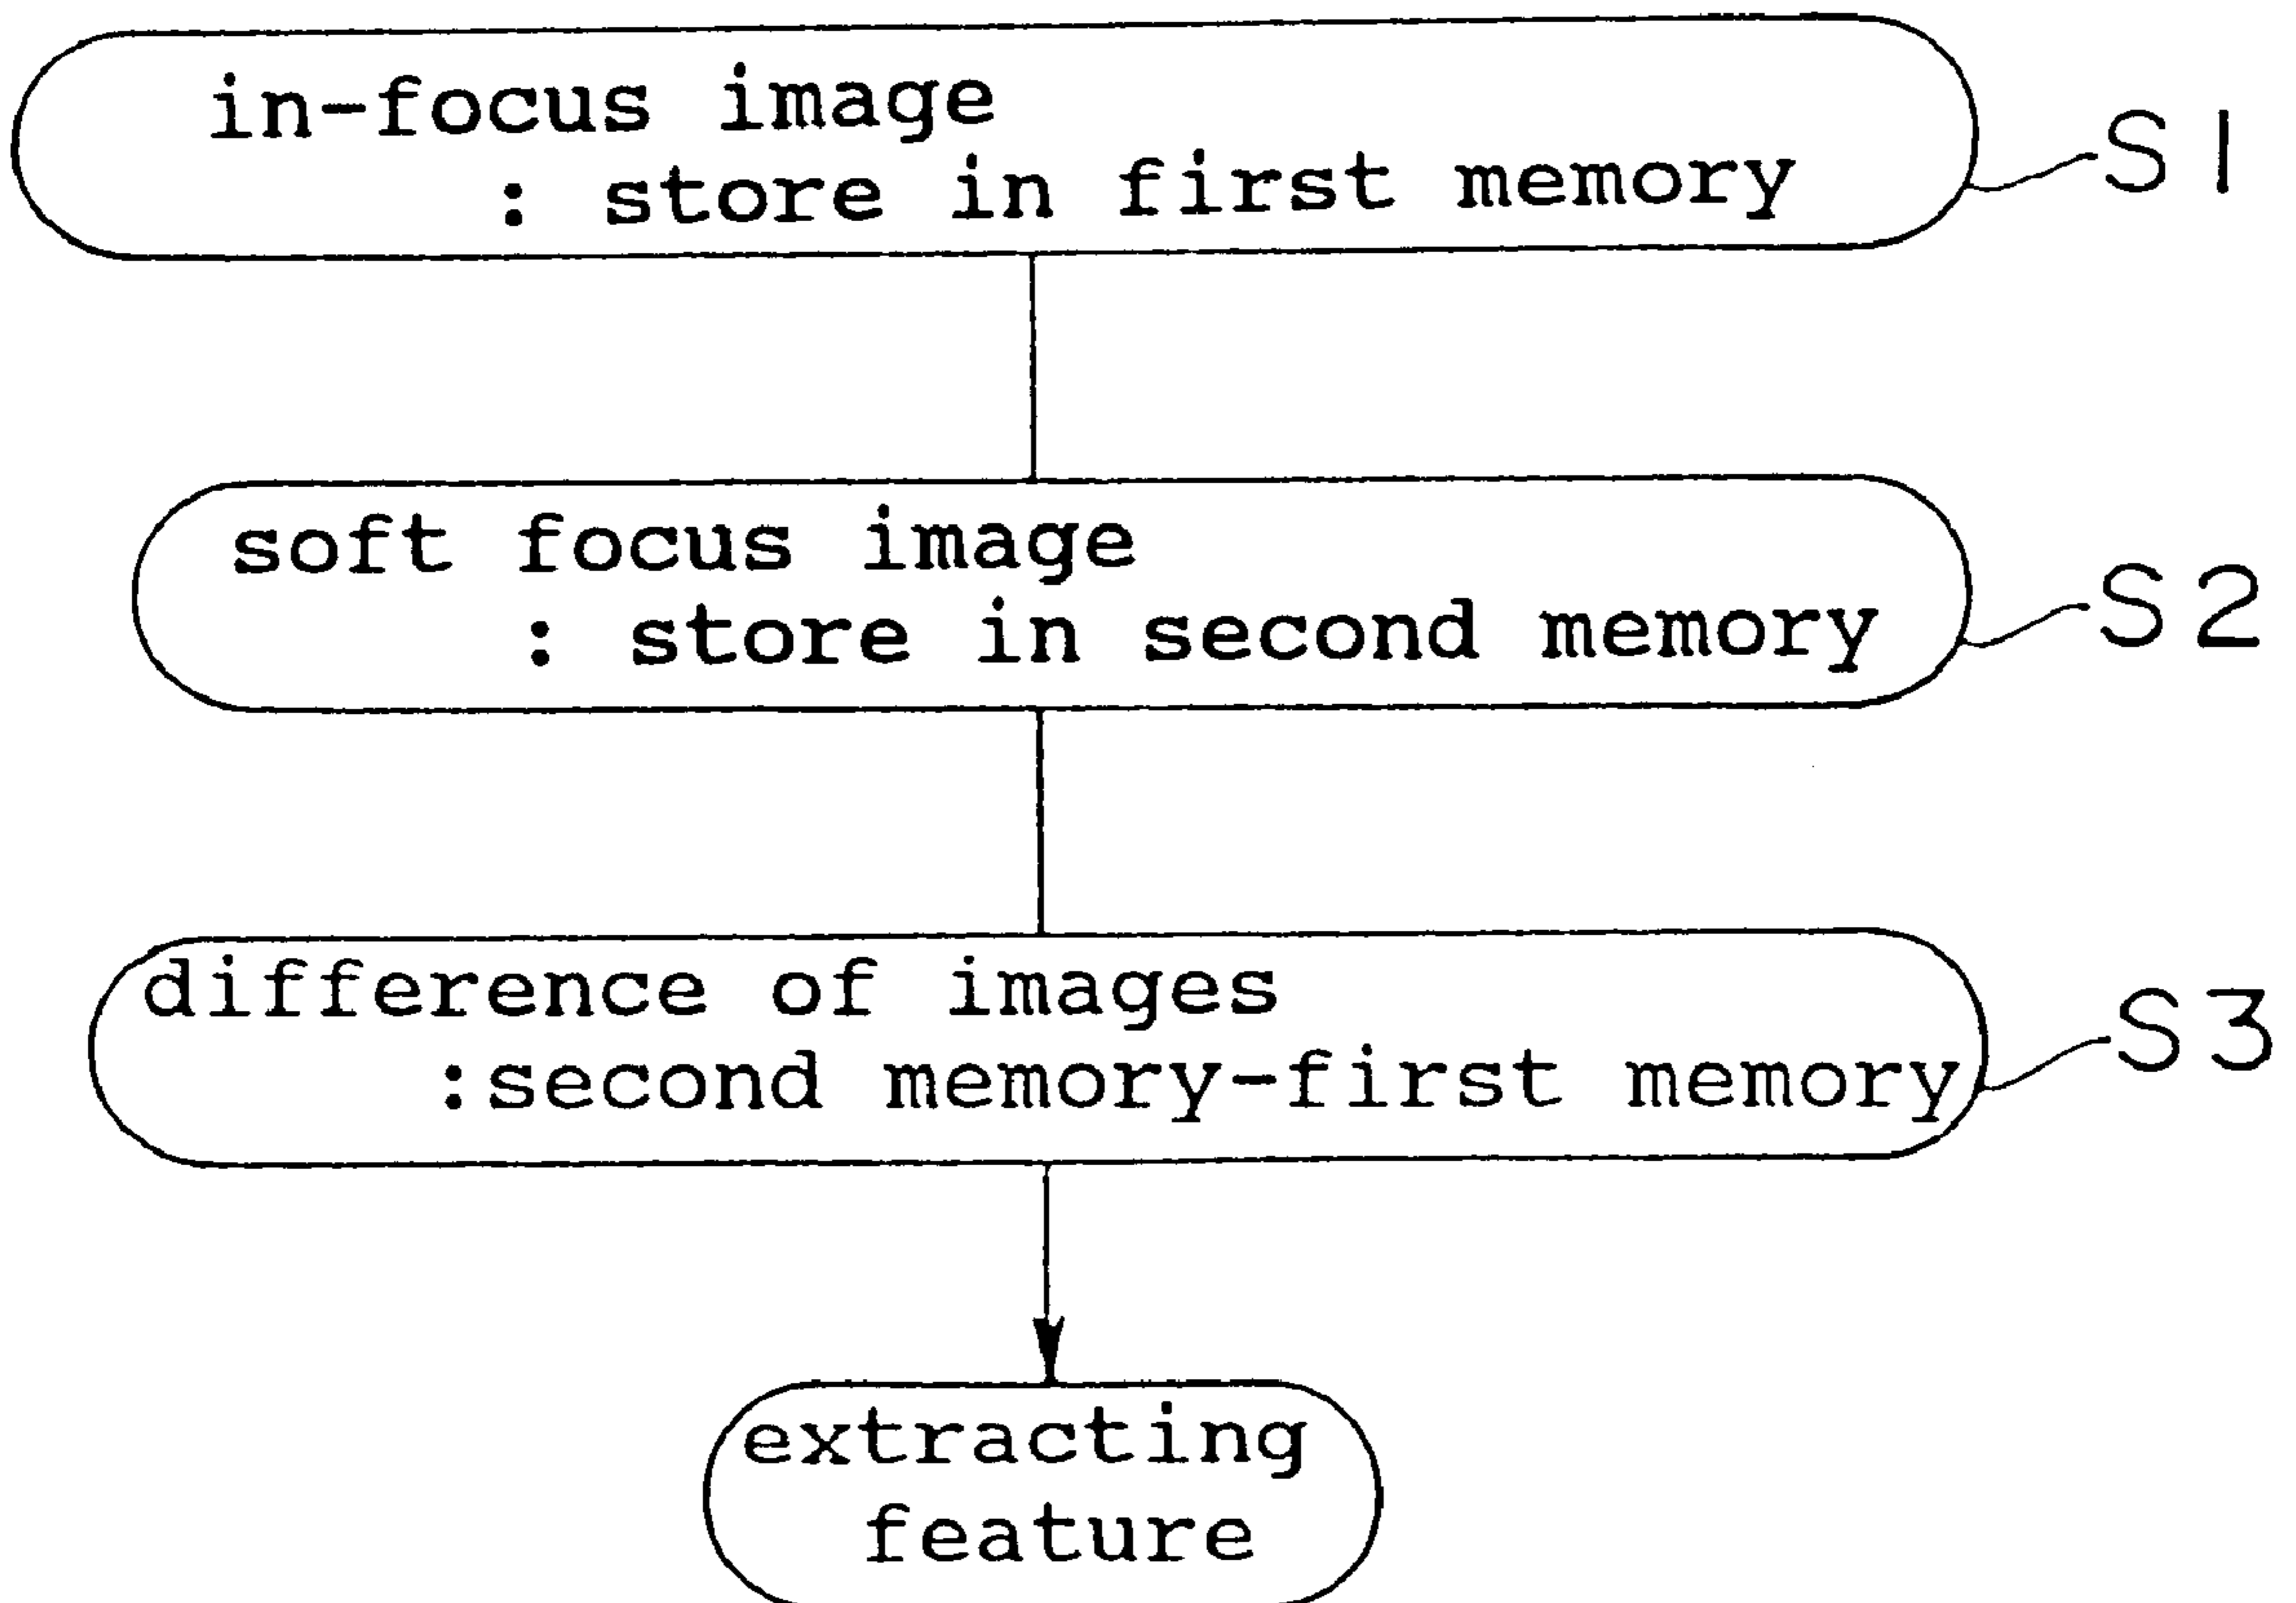 in-focus image
: store in first memory
S1
soft focus image
: store in second memory
S2
difference of images
:second memory-first memory
S3
extracting
feature